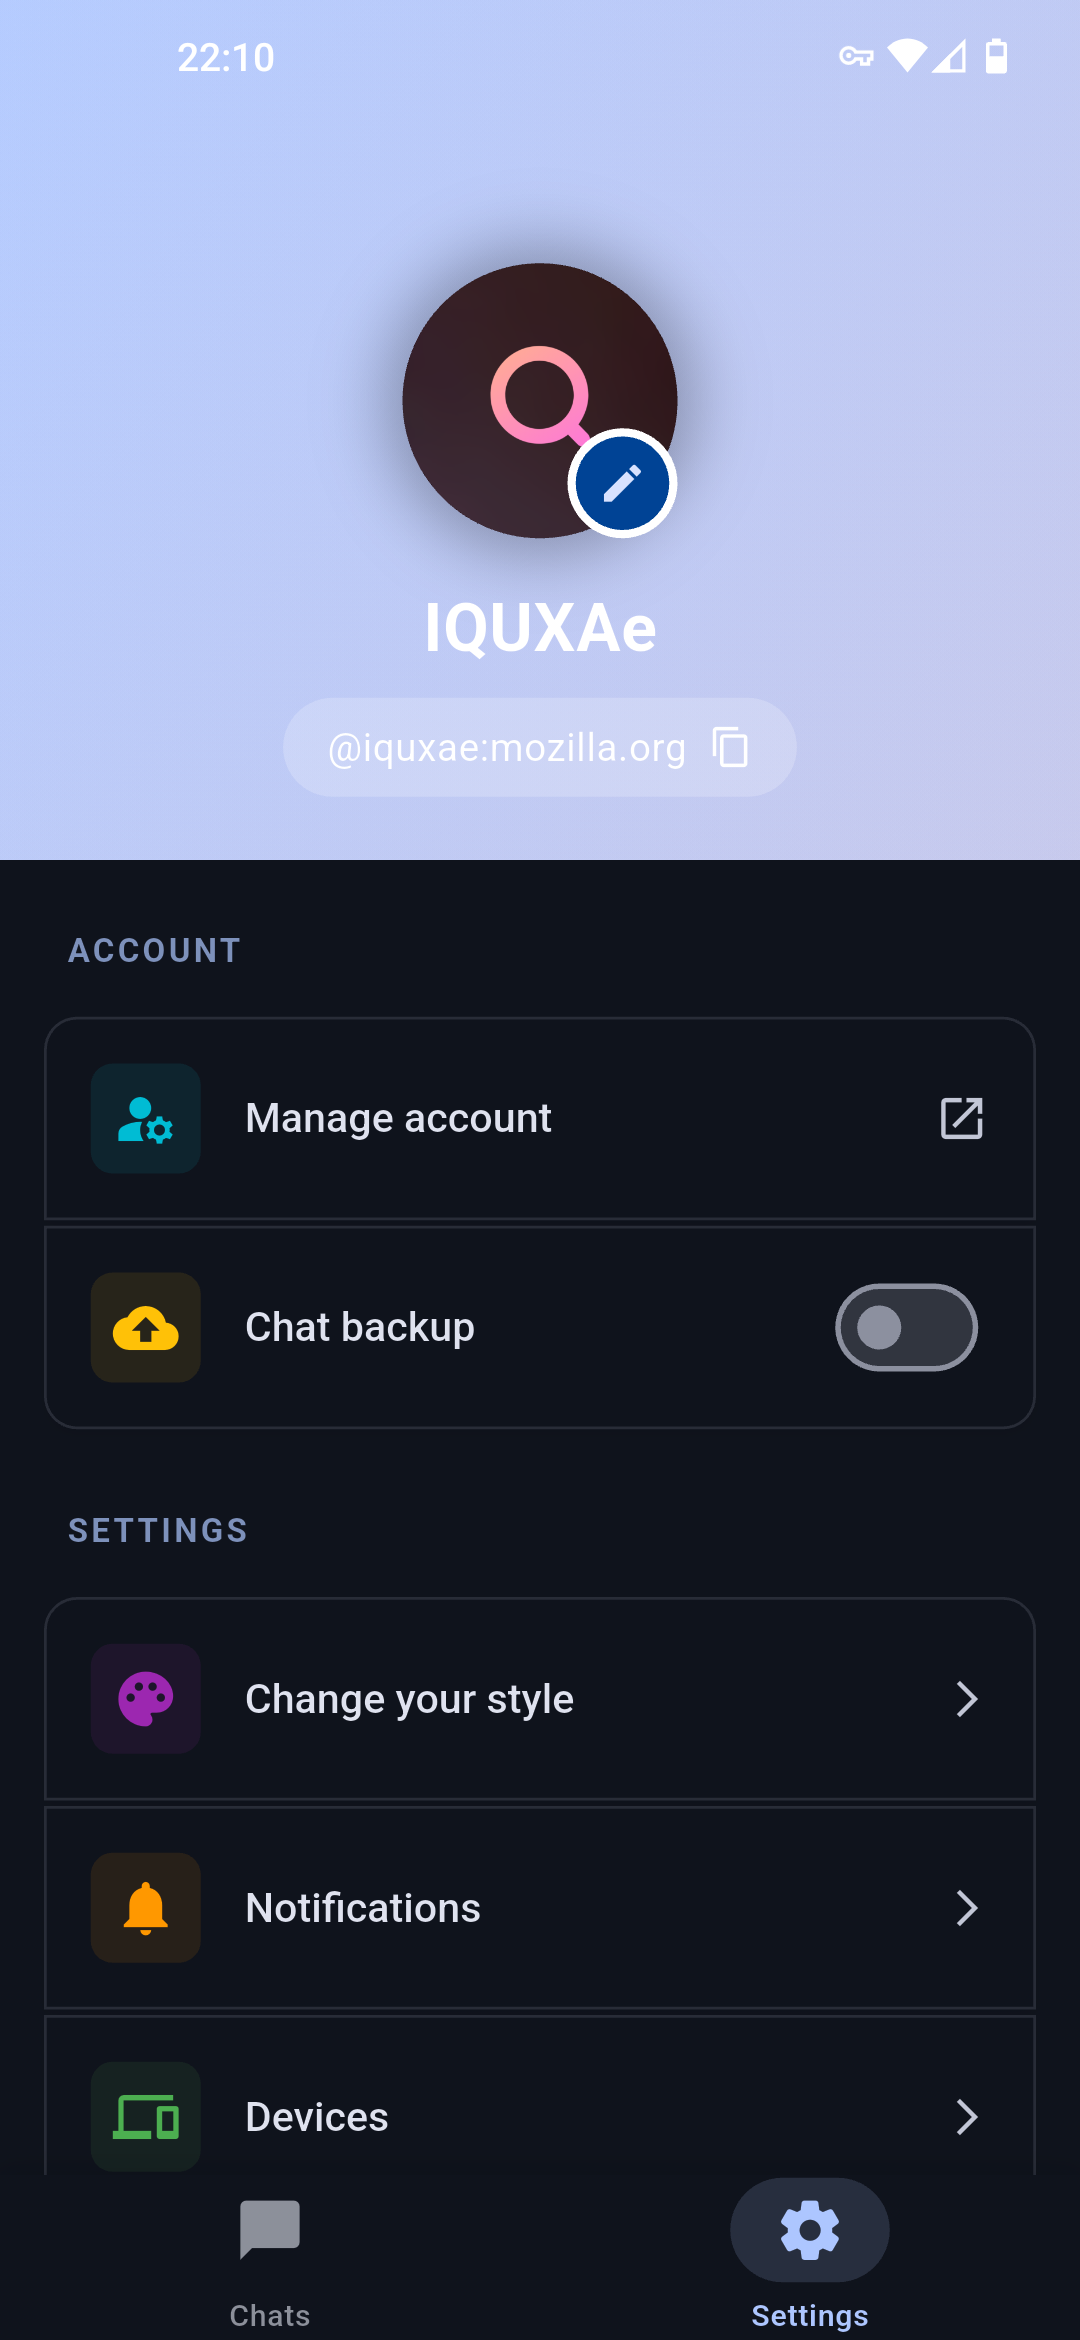 22:10
IQUXAe
@iquxae:mozilla.org
ACCOUNT
Manage account
Chat backup
SETTINGS
Change your style
Notifications
Devices
Chats
Settings